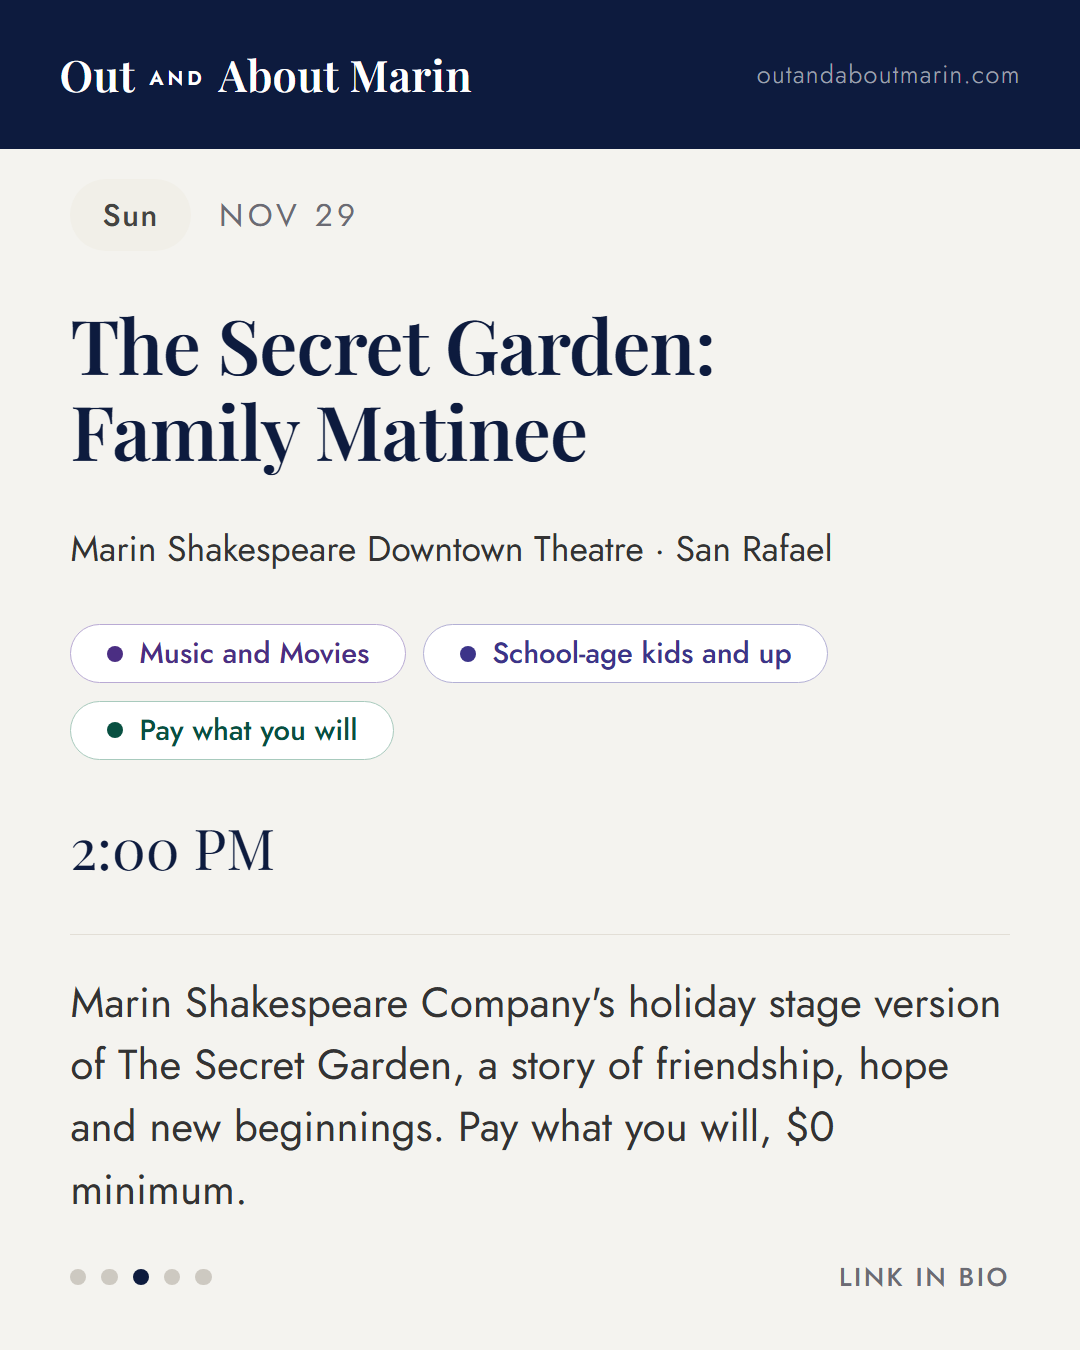 Out AND About Marin
outandaboutmarin.com
Sun
NOV 29
The Secret Garden:
Family Matinee
Marin Shakespeare Downtown Theatre · San Rafael
Music and Movies
School-age kids and up
Pay what you will
2:00 PM
Marin Shakespeare Company's holiday stage version
of The Secret Garden, a story of friendship, hope
and new beginnings. Pay what you will, $0
minimum.
LINK IN BIO